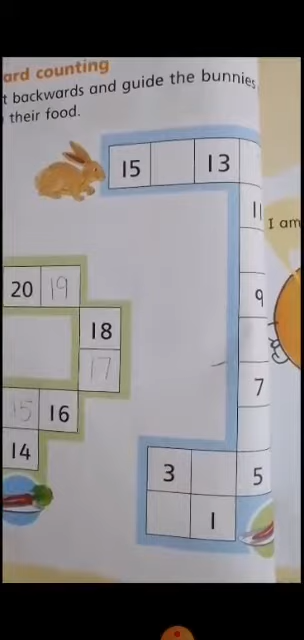 ard counting
t backwards and guide the bunnies
their food.
15 13
11
I am
9
20 19
18
17
7
15 16
14
3 5
1